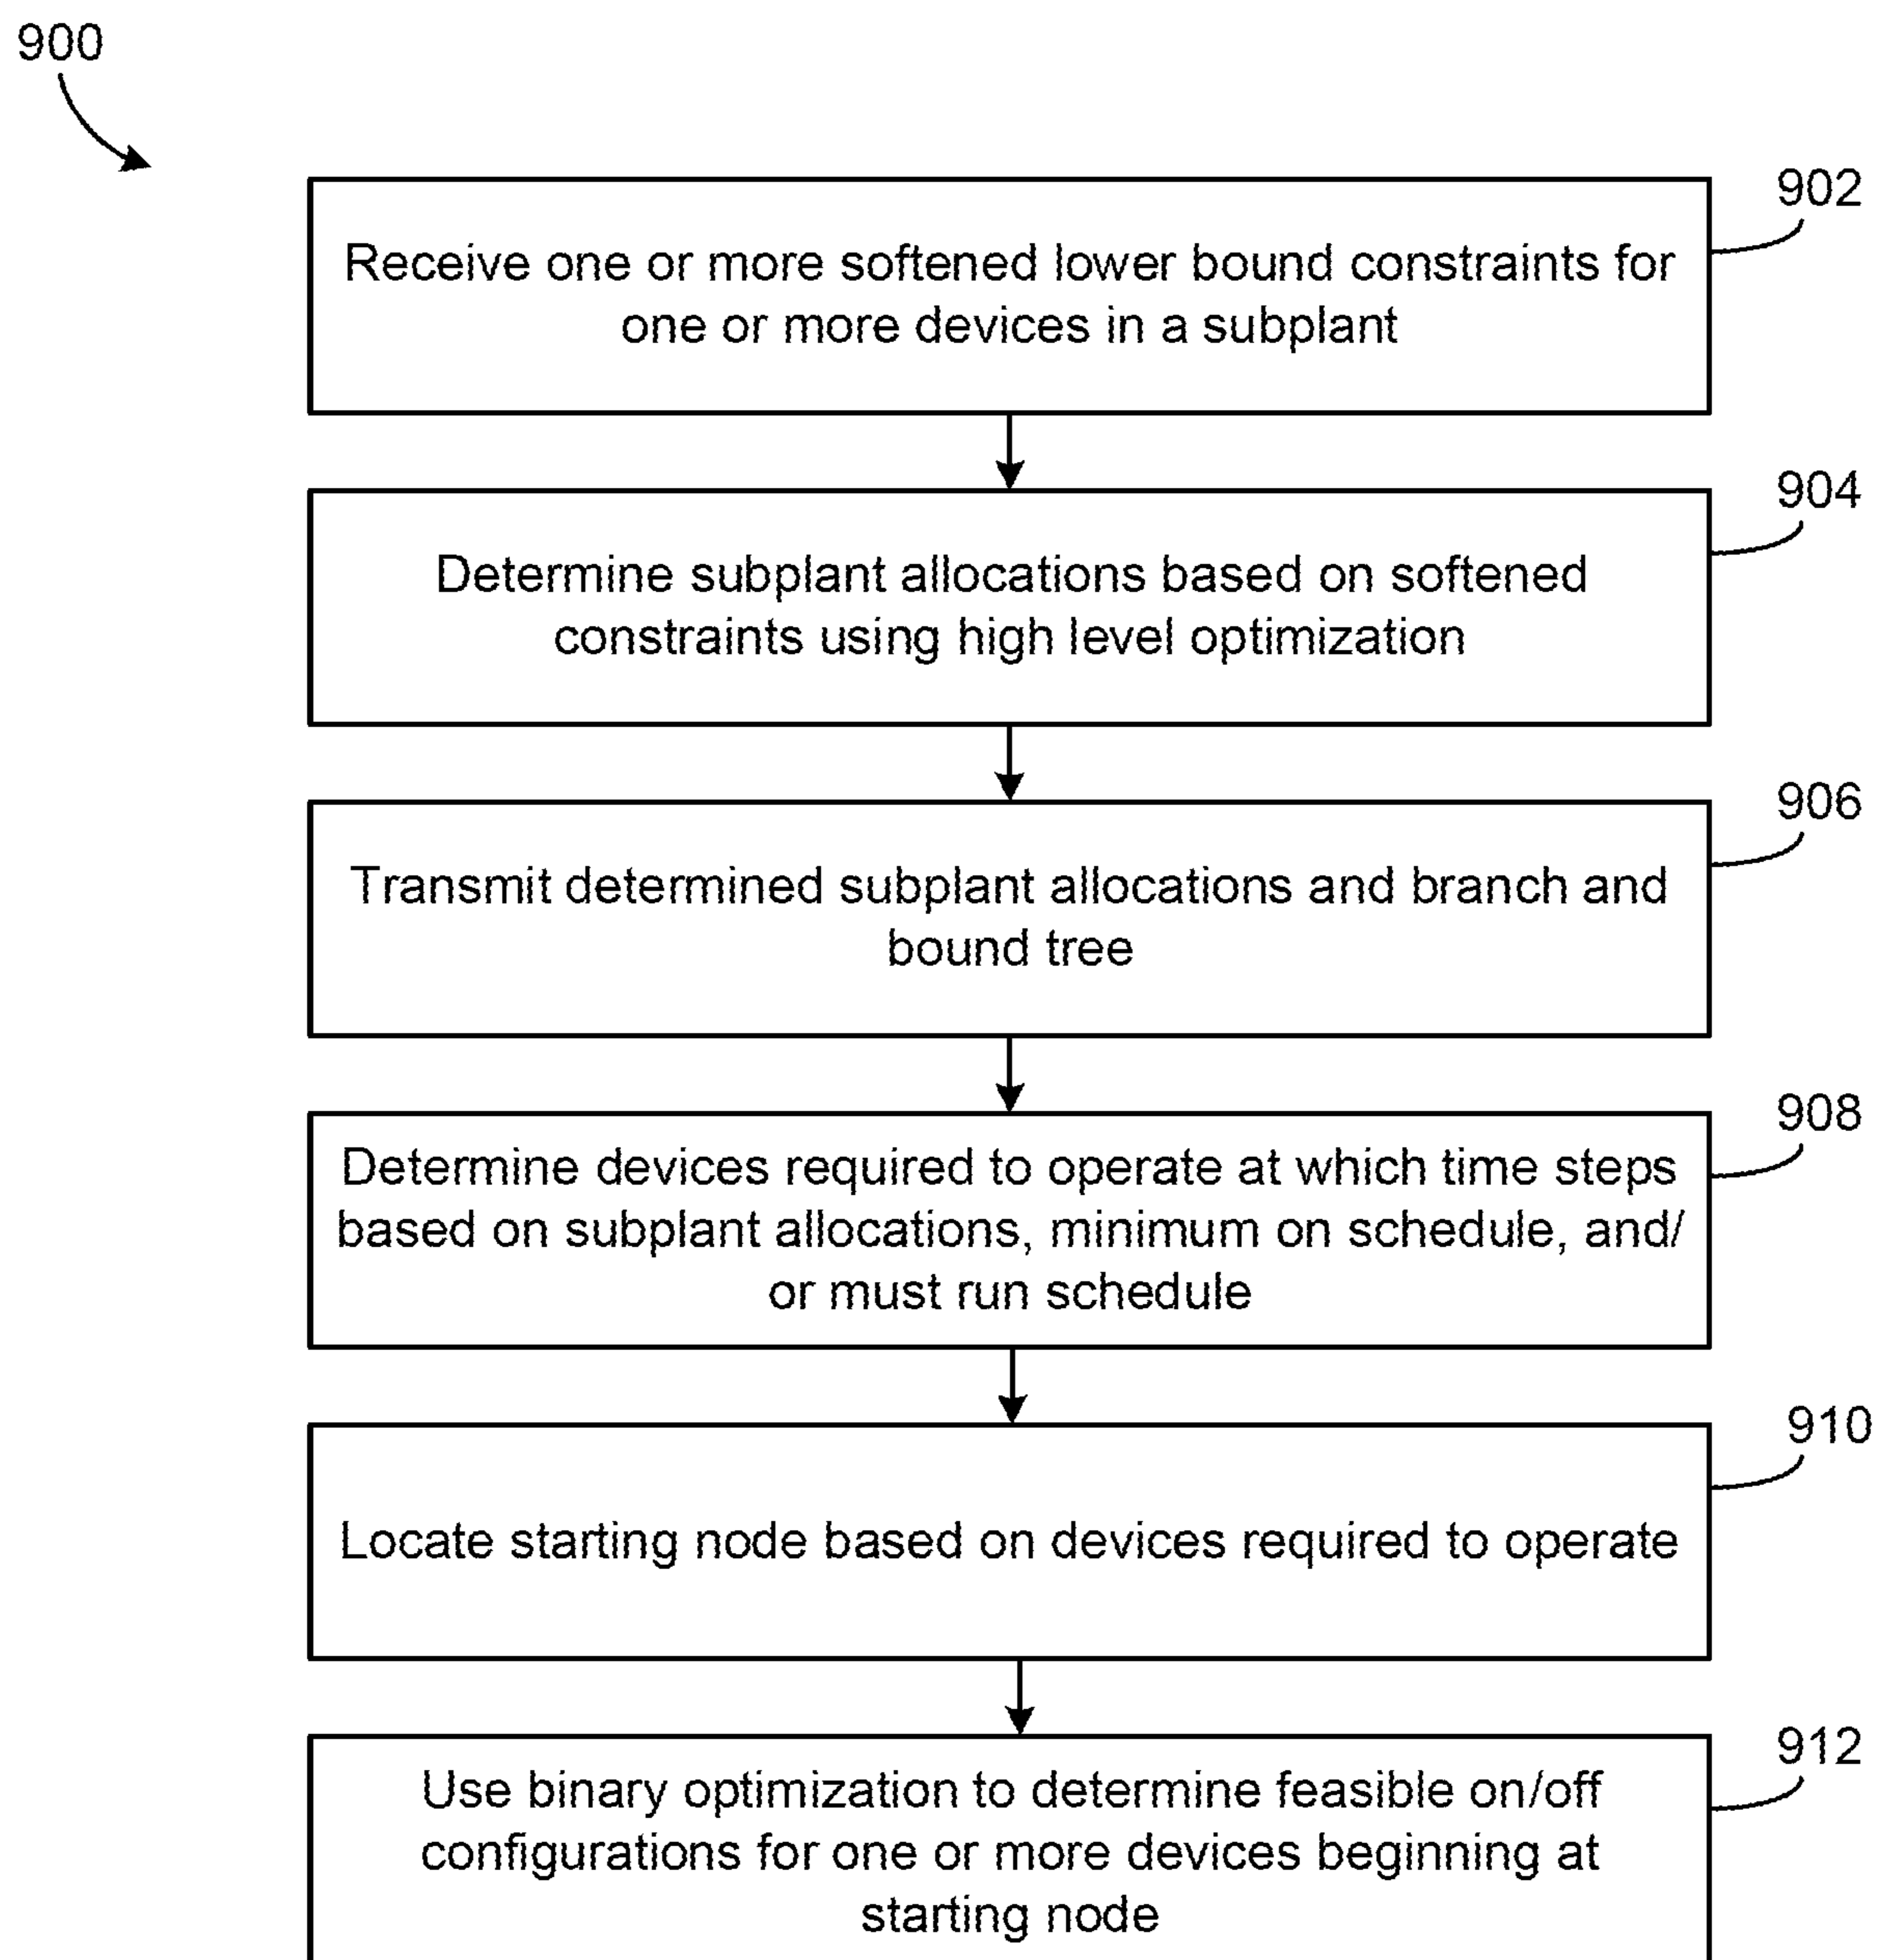 900
902
Receive one or more softened lower bound constraints for
one or more devices in a subplant
904
Determine subplant allocations based on softened
constraints using high level optimization
906
Transmit determined subplant allocations and branch and
bound tree
908
Determine devices required to operate at which time steps
based on subplant allocations, minimum on schedule, and/
or must run schedule
910
Locate starting node based on devices required to operate
912
Use binary optimization to determine feasible on/off
configurations for one or more devices beginning at
starting node